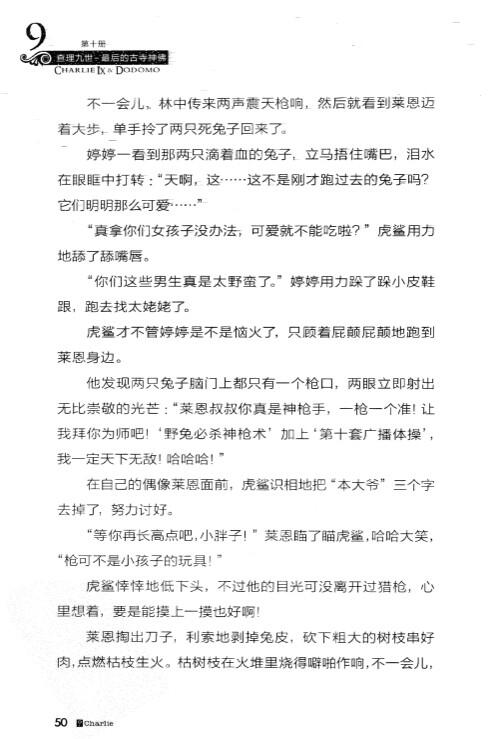 9
第十册
查理九世·最后的古寺神佛
CHARLIE IX & DODOMO
不一会儿，林中传来两声震天枪响，然后就看到莱恩迈
着大步，单手拎了两只死兔子回来了。
婷婷一看到那两只滴着血的兔子，立马捂住嘴巴，泪水
在眼眶中打转：“天啊，这……这不是刚才跑过去的兔子吗？
它们明明那么可爱……”
“真拿你们女孩子没办法，可爱就不能吃啦？”虎鲨用力
地舔了舔嘴唇。
“你们这些男生真是太野蛮了。”婷婷用力跺了跺小皮鞋
跟，跑去找太姥姥了。
虎鲨才不管婷婷是不是恼火了，只顾着屁颠屁颠地跑到
莱恩身边。
他发现两只兔子脑门上都只有一个枪口，两眼立即射出
无比崇敬的光芒：“莱恩叔叔你真是神枪手，一枪一个准！让
我拜你为师吧！‘野兔必杀神枪术’加上‘第十套广播体操’，
我一定天下无敌！哈哈哈！”
在自己的偶像莱恩面前，虎鲨识相地把“本大爷”三个字
去掉了，努力讨好。
“等你再长高点吧，小胖子！”莱恩瞄了瞄虎鲨，哈哈大笑，
“枪可不是小孩子的玩具！”
虎鲨悻悻地低下头，不过他的目光可没离开过猎枪，心
里想着，要是能摸上一摸也好啊！
莱恩掏出刀子，利索地剥掉兔皮，砍下粗大的树枝串好
肉，点燃枯枝生火。枯树枝在火堆里烧得噼啪作响，不一会儿，
50 Charlie